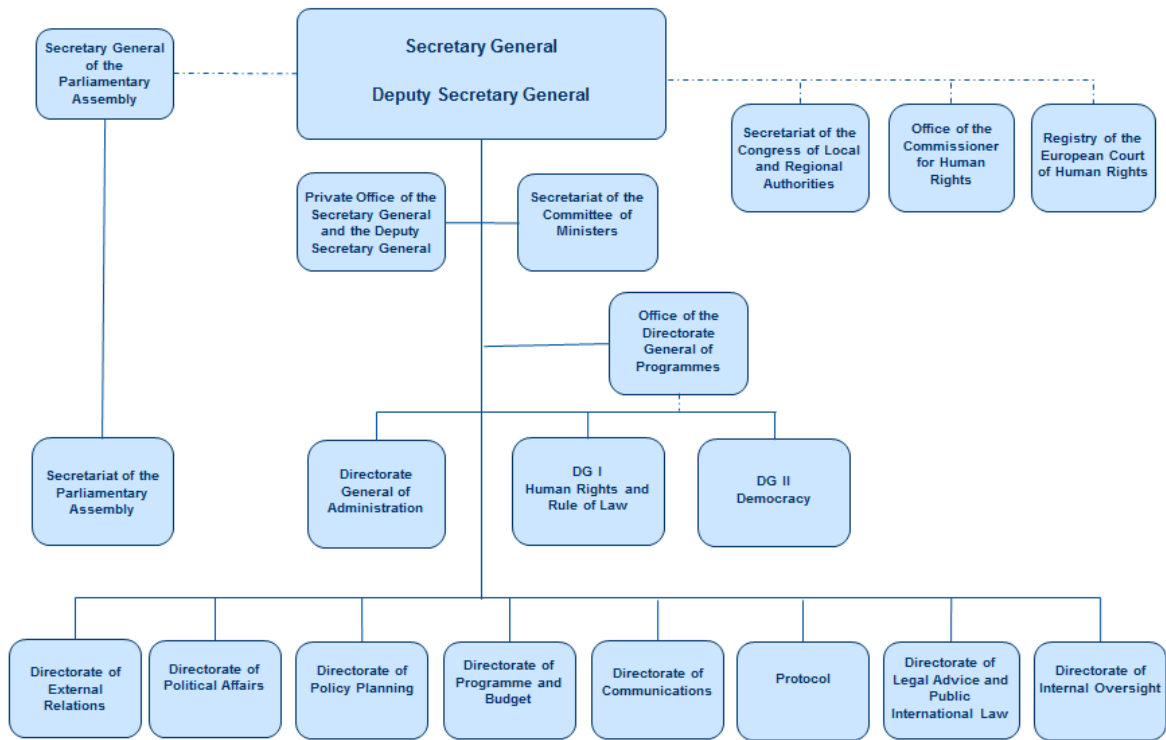 Secretary General
of the
Parliamentary
Assembly
Secretary General
Deputy Secretary General
Secretariat of the
Congress of Local
and Regional
Authorities
Office of the
Commissioner
for Human
Rights
Registry of the
European Court
of Human Rights
Private Office of the
Secretary General
and the Deputy
Secretary General
Secretariat of
the Committee of
Ministers
Office of the
Directorate
General of
Programmes
Secretariat of the
Parliamentary
Assembly
Directorate
General of
Administration
DG I
Human Rights and
Rule of Law
DG II
Democracy
Directorate of
External
Relations
Directorate of
Political Affairs
Directorate of
Policy Planning
Directorate of
Programme and
Budget
Directorate of
Communications
Protocol
Directorate of
Legal Advice and
Public
International Law
Directorate of
Internal Oversight